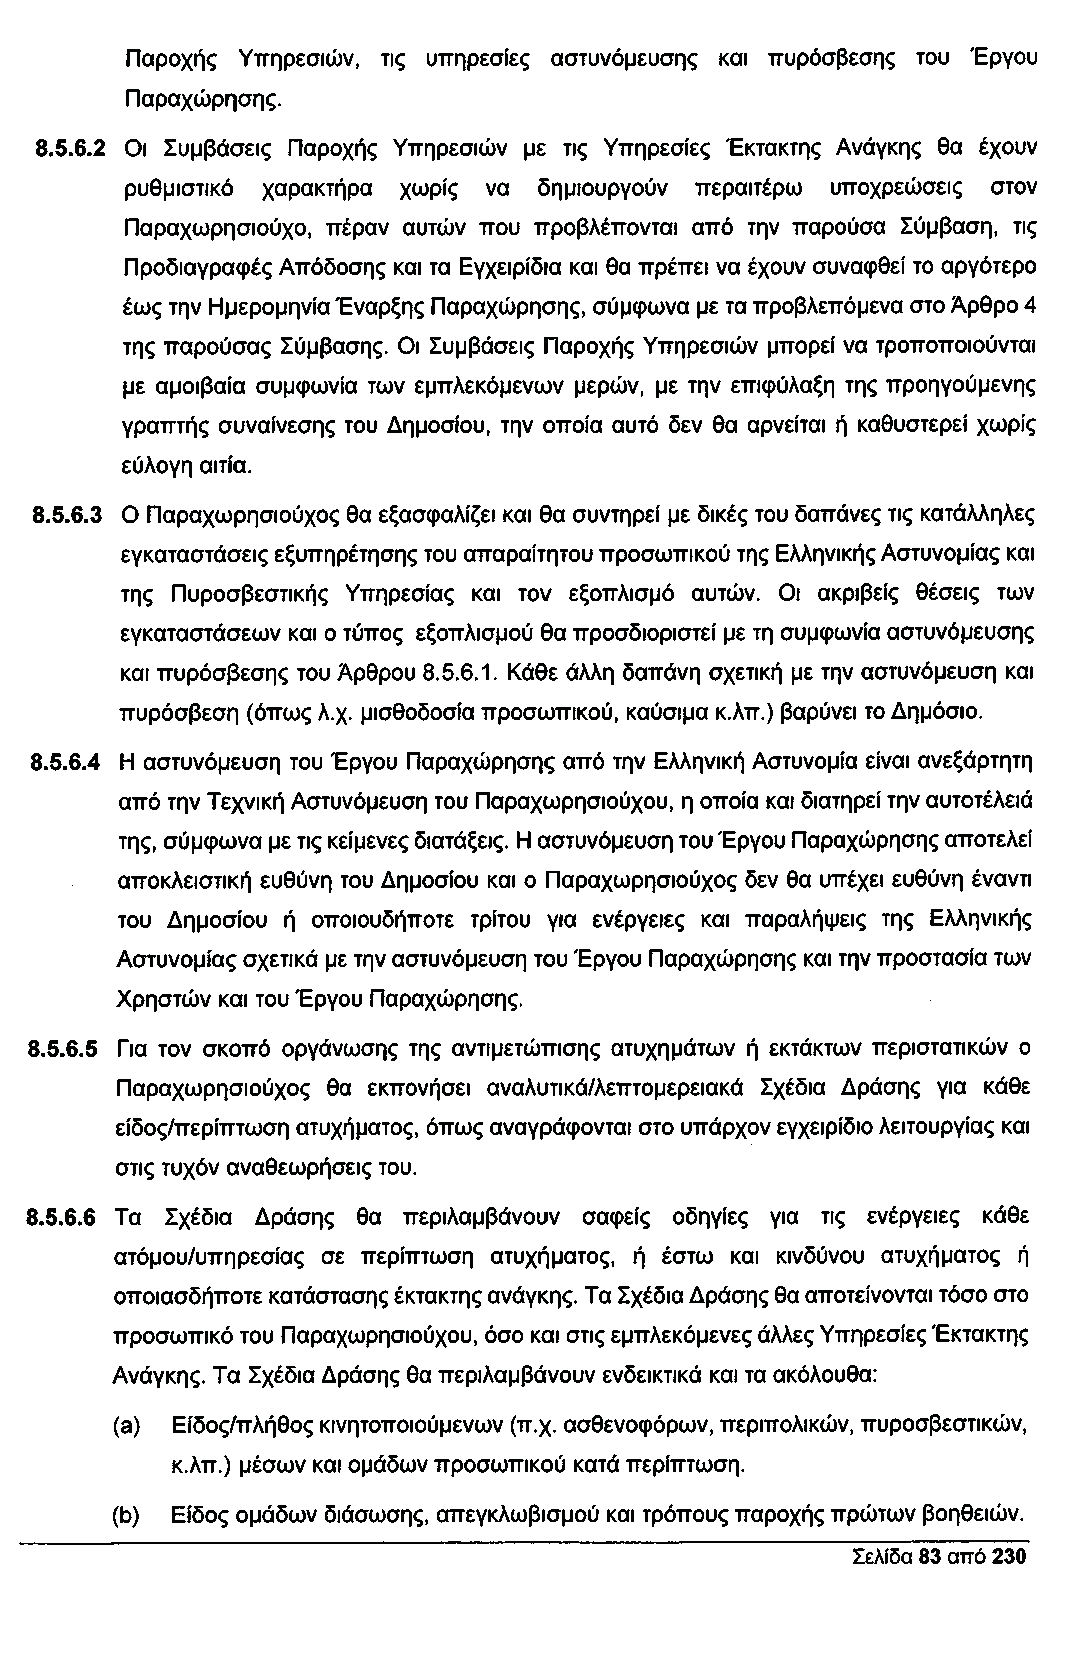 Παροχής Υπηρεσιών, τις υπηρεσίες αστυνόμευσης και πυρόσβεσης του Έργου
Παραχώρησης.
8.5.6.2 Οι Συμβάσεις Παροχής Υπηρεσιών με τις Υπηρεσίες Έκτακτης Ανάγκης θα έχουν
ρυθμιστικό χαρακτήρα χωρίς να δημιουργούν περαιτέρω υποχρεώσεις στον
Παραχωρησιούχο, πέραν αυτών που προβλέπονται από την παρούσα Σύμβαση, τις
Προδιαγραφές Απόδοσης και τα Εγχειρίδια και θα πρέπει να έχουν συναφθεί το αργότερο
έως την Ημερομηνία Έναρξης Παραχώρησης, σύμφωνα με τα προβλεπόμενα στο Άρθρο 4
της παρούσας Σύμβασης. Οι Συμβάσεις Παροχής Υπηρεσιών μπορεί να τροποποιούνται
με αμοιβαία συμφωνία των εμπλεκόμενων μερών, με την επιφύλαξη της προηγούμενης
γραπτής συναίνεσης του Δημοσίου, την οποία αυτό δεν θα αρνείται ή καθυστερεί χωρίς
εύλογη αιτία.
8.5.6.3 Ο Παραχωρησιούχος θα εξασφαλίζει και θα συντηρεί με δικές του δαπάνες τις κατάλληλες
εγκαταστάσεις εξυπηρέτησης του απαραίτητου προσωπικού της Ελληνικής Αστυνομίας και
της Πυροσβεστικής Υπηρεσίας και τον εξοπλισμό αυτών. Οι ακριβείς θέσεις των
εγκαταστάσεων και ο τύπος εξοπλισμού θα προσδιοριστεί με τη συμφωνία αστυνόμευσης
και πυρόσβεσης του Άρθρου 8.5.6.1. Κάθε άλλη δαπάνη σχετική με την αστυνόμευση και
πυρόσβεση (όπως λ.χ. μισθοδοσία προσωπικού, καύσιμα κ.λπ.) βαρύνει το Δημόσιο.
8.5.6.4 Η αστυνόμευση του Έργου Παραχώρησης από την Ελληνική Αστυνομία είναι ανεξάρτητη
από την Τεχνική Αστυνόμευση του Παραχωρησιούχου, η οποία και διατηρεί την αυτοτέλειά
της, σύμφωνα με τις κείμενες διατάξεις. Η αστυνόμευση του Έργου Παραχώρησης αποτελεί
αποκλειστική ευθύνη του Δημοσίου και ο Παραχωρησιούχος δεν θα υπέχει ευθύνη έναντι
του Δημοσίου ή οποιουδήποτε τρίτου για ενέργειες και παραλήψεις της Ελληνικής
Αστυνομίας σχετικά με την αστυνόμευση του Έργου Παραχώρησης και την προστασία των
Χρηστών και του Έργου Παραχώρησης.
8.5.6.5 Για τον σκοπό οργάνωσης της αντιμετώπισης ατυχημάτων ή εκτάκτων περιστατικών ο
Παραχωρησιούχος θα εκπονήσει αναλυτικά/λεπτομερειακά Σχέδια Δράσης για κάθε
είδος/περίπτωση ατυχήματος, όπως αναγράφονται στο υπάρχον εγχειρίδιο λειτουργίας και
στις τυχόν αναθεωρήσεις του.
8.5.6.6 Τα Σχέδια Δράσης θα περιλαμβάνουν σαφείς οδηγίες για τις ενέργειες κάθε
ατόμου/υπηρεσίας σε περίπτωση ατυχήματος, ή έστω και κινδύνου ατυχήματος ή
οποιασδήποτε κατάστασης έκτακτης ανάγκης. Τα Σχέδια Δράσης θα αποτείνονται τόσο στο
προσωπικό του Παραχωρησιούχου, όσο και στις εμπλεκόμενες άλλες Υπηρεσίες Έκτακτης
Ανάγκης. Τα Σχέδια Δράσης θα περιλαμβάνουν ενδεικτικά και τα ακόλουθα:
(a) Είδος/πλήθος κινητοποιούμενων (π.χ. ασθενοφόρων, περιπολικών, πυροσβεστικών,
κ.λπ.) μέσων και ομάδων προσωπικού κατά περίπτωση.
(b) Είδος ομάδων διάσωσης, απεγκλωβισμού και τρόπους παροχής πρώτων βοηθειών.
Σελίδα 83 από 230